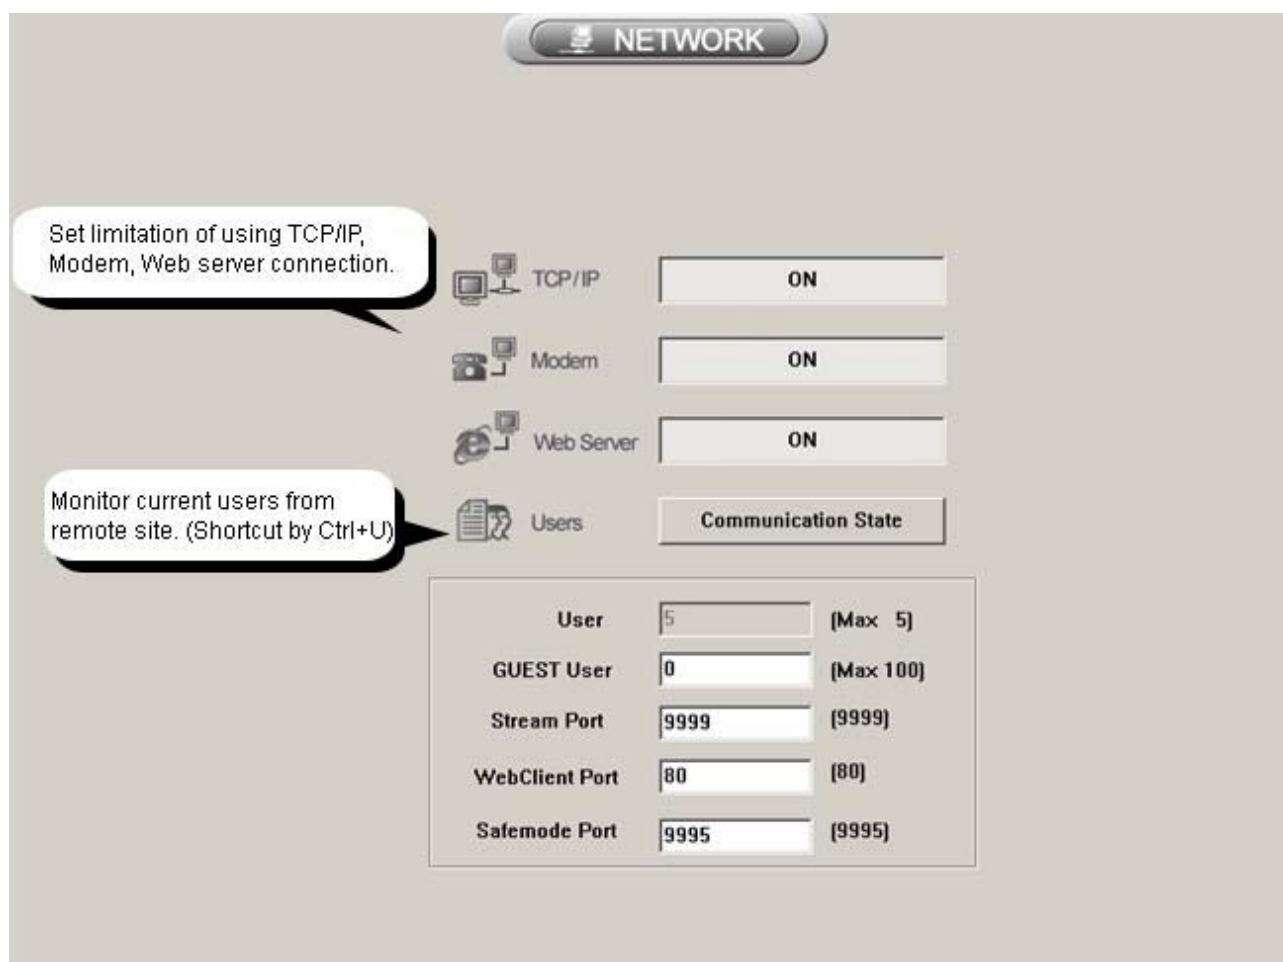 NETWORK
Set limitation of using TCP/IP,
Modem, Web server connection.
TCP/IP ON
Modem ON
Web Server ON
Monitor current users from
remote site. (Shortcut by Ctrl+U)
Users Communication State
User 5 (Max 5)
GUEST User 0 (Max 100)
Stream Port 9999 (9999)
WebClient Port 80 (80)
Safemode Port 9995 (9995)